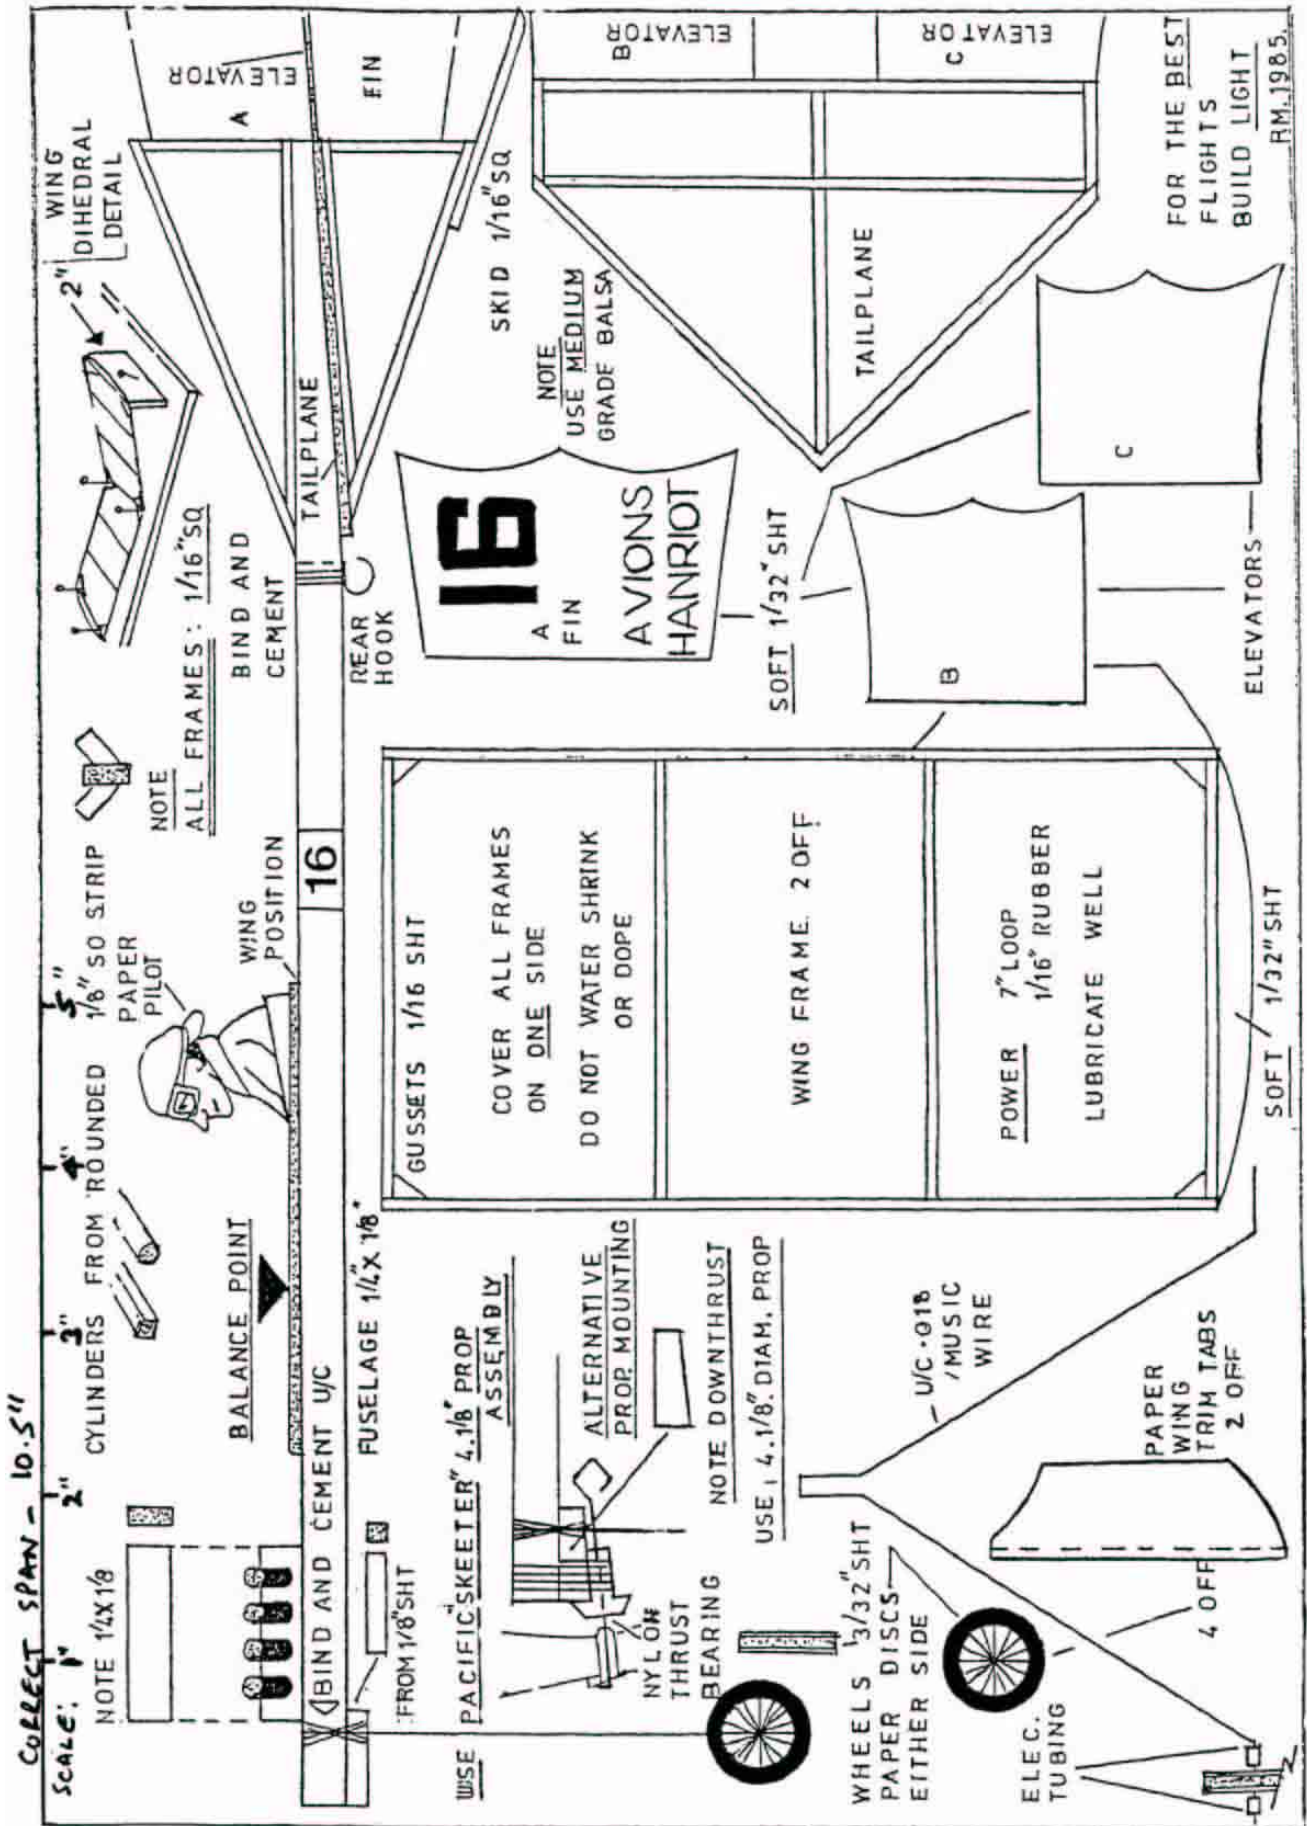 CORRECT SPAN - 10.5"
SCALE: 1" 2" 3" 4" 5"
NOTE 1/4X1/8
CYLINDERS FROM ROUNDED 1/8" SQ STRIP
PAPER
PILOT
WING
POSITION
BALANCE POINT
NOTE
ALL FRAMES: 1/16"SQ
2"
WING
DIHEDRAL
DETAIL
BIND AND
CEMENT
BIND AND CEMENT U/C
16
TAILPLANE
A
ELEVATOR
FIN
FROM 1/8"SHT
FUSELAGE 1/4"X 1/8"
REAR
HOOK
SKID 1/16"SQ
USE PACIFIC"SKEETER" 4.1/8" PROP
ASSEMBLY
NYLON
THRUST
BEARING
ALTERNATIVE
PROP. MOUNTING
NOTE DOWNTHRUST
USE 4.1/8". DIAM. PROP
GUSSETS 1/16 SHT
COVER ALL FRAMES
ON ONE SIDE
DO NOT WATER SHRINK
OR DOPE
WING FRAME. 2 OFF
POWER 7" LOOP
1/16" RUBBER
LUBRICATE WELL
SOFT 1/32" SHT
116
A
FIN
AVIONS
HANRIOT
SOFT 1/32" SHT
NOTE
USE MEDIUM
GRADE BALSA
B
ELEVATOR
C
ELEVATOR
TAILPLANE
B
C
ELEVATORS
WHEELS 3/32" SHT
PAPER DISCS
EITHER SIDE
ELEC.
TUBING
4 OFF
U/C .018
MUSIC
WIRE
PAPER
WING
TRIM TABS
2 OFF
FOR THE BEST
FLIGHTS
BUILD LIGHT
RM.1985.